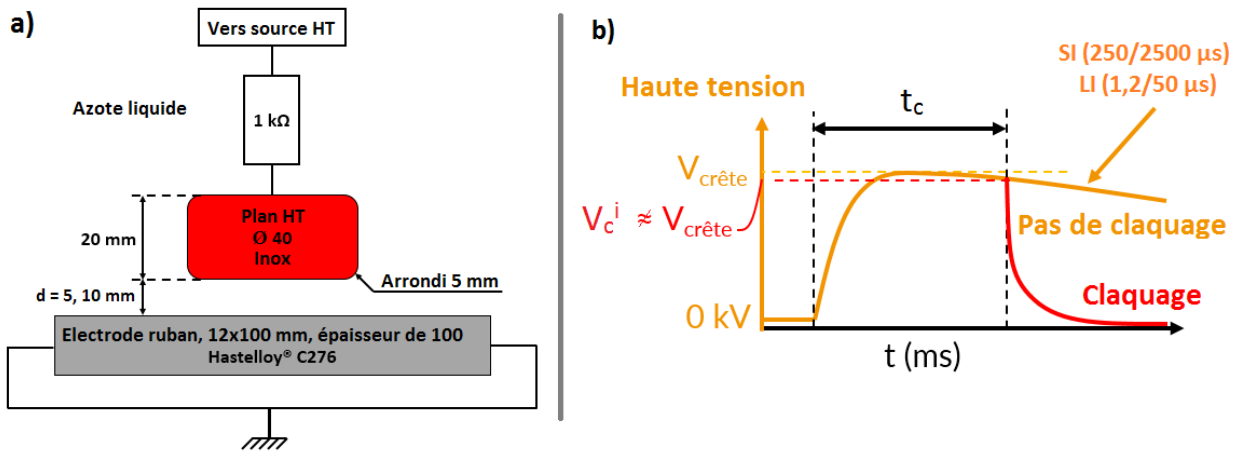 a)
Vers source HT
Azote liquide
1 kΩ
Plan HT
Ø 40
Inox
20 mm
Arrondi 5 mm
d = 5, 10 mm
Electrode ruban, 12x100 mm, épaisseur de 100
Hastelloy® C276
b)
SI (250/2500 µs)
LI (1,2/50 µs)
Haute tension
tc
Vcrête
Vcⁱ ≉ Vcrête
Pas de claquage
0 kV
Claquage
t (ms)